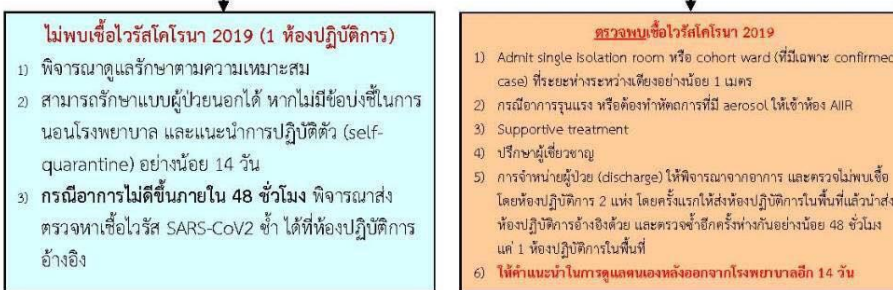 ไม่พบเชื้อไวรัสโคโรนา 2019 (1 ห้องปฏิบัติการ)
1) พิจารณาดูแลรักษาตามความเหมาะสม
2) สามารถรักษาแบบผู้ป่วยนอกได้ หากไม่มีข้อบ่งชี้ในการ
นอนโรงพยาบาล และแนะนำการปฏิบัติตัว (self-
quarantine) อย่างน้อย 14 วัน
3) กรณีอาการไม่ดีขึ้นภายใน 48 ชั่วโมง พิจารณาส่ง
ตรวจหาเชื้อไวรัส SARS-CoV2 ซ้ำ ได้ที่ห้องปฏิบัติการ
อ้างอิง
ตรวจพบเชื้อไวรัสโคโรนา 2019
1) Admit single isolation room หรือ cohort ward (ที่มีเฉพาะ confirmed
case) ที่ระยะห่างระหว่างเตียงอย่างน้อย 1 เมตร
2) กรณีอาการรุนแรง หรือต้องทำหัตถการที่มี aerosol ให้เข้าห้อง AIIR
3) Supportive treatment
4) ปรึกษาผู้เชี่ยวชาญ
5) การจำหน่ายผู้ป่วย (discharge) ให้พิจารณาจากอาการ และตรวจไม่พบเชื้อ
โดยห้องปฏิบัติการ 2 แห่ง โดยครั้งแรกให้ส่งห้องปฏิบัติการในพื้นที่แล้วนำส่ง
ห้องปฏิบัติการอ้างอิงด้วย และตรวจซ้ำอีกครั้งห่างกันอย่างน้อย 48 ชั่วโมง
แค่ 1 ห้องปฏิบัติการในพื้นที่
6) ให้คำแนะนำในการดูแลตนเองหลังออกจากโรงพยาบาลอีก 14 วัน